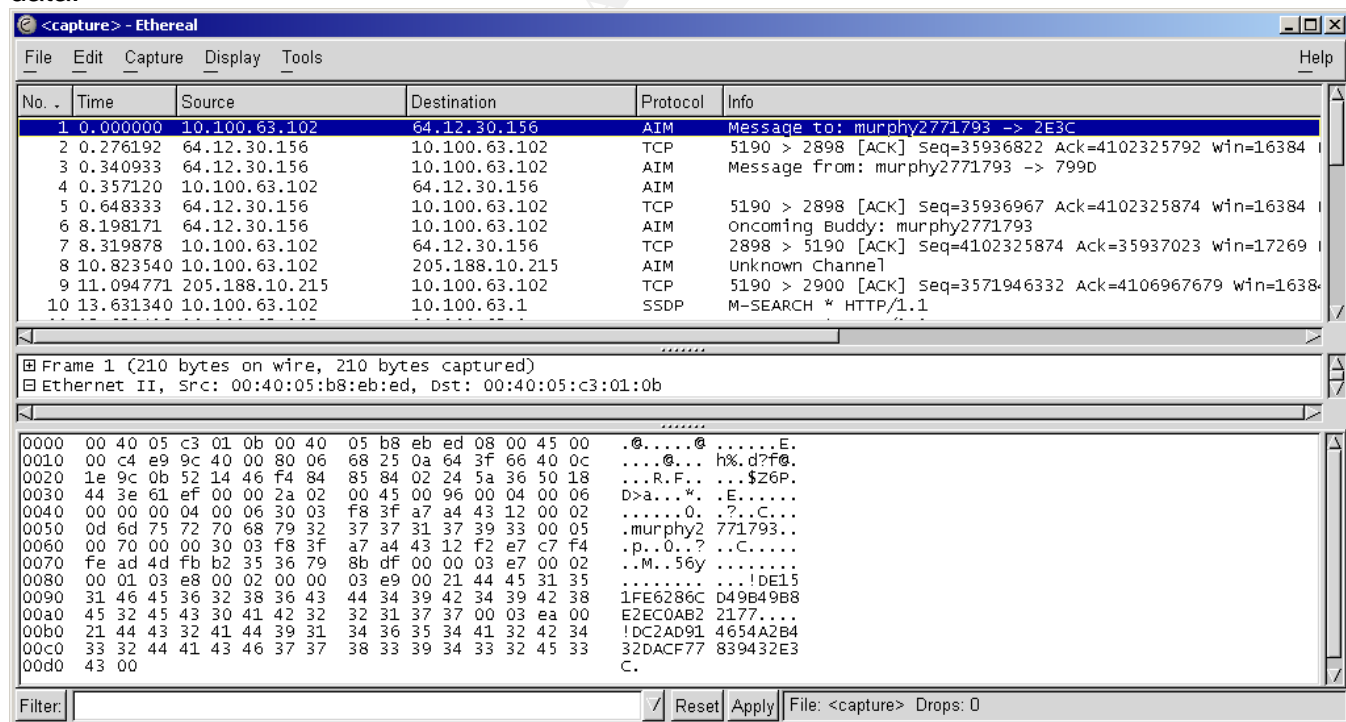 <capture> - Ethereal
File Edit Capture Display Tools Help
No. . Time Source Destination Protocol Info
1 0.000000 10.100.63.102 64.12.30.156 AIM Message to: murphy2771793 -> 2E3C
2 0.276192 64.12.30.156 10.100.63.102 TCP 5190 > 2898 [ACK] Seq=35936822 Ack=4102325792 Win=16384
3 0.340933 64.12.30.156 10.100.63.102 AIM Message from: murphy2771793 -> 799D
4 0.357120 10.100.63.102 64.12.30.156 AIM
5 0.648333 64.12.30.156 10.100.63.102 TCP 5190 > 2898 [ACK] Seq=35936967 Ack=4102325874 Win=16384
6 8.198171 64.12.30.156 10.100.63.102 AIM Oncoming Buddy: murphy2771793
7 8.319878 10.100.63.102 64.12.30.156 TCP 2898 > 5190 [ACK] Seq=4102325874 Ack=35937023 Win=17269
8 10.823540 10.100.63.102 205.188.10.215 AIM Unknown Channel
9 11.094771 205.188.10.215 10.100.63.102 TCP 5190 > 2900 [ACK] Seq=3571946332 Ack=4106967679 Win=1638
10 13.631340 10.100.63.102 10.100.63.1 SSDP M-SEARCH * HTTP/1.1
Frame 1 (210 bytes on wire, 210 bytes captured)
Ethernet II, Src: 00:40:05:b8:eb:ed, Dst: 00:40:05:c3:01:0b
0000 00 40 05 c3 01 0b 00 40 05 b8 eb ed 08 00 45 00 .@.....@ ......E.
0010 00 c4 e9 9c 40 00 80 06 68 25 0a 64 3f 66 40 0c ....@... h%.d?f@.
0020 1e 9c 0b 52 14 46 f4 84 85 84 02 24 5a 36 50 18 ...R.F.. ...$Z6P.
0030 44 3e 61 ef 00 00 2a 02 00 45 00 96 00 04 00 06 D>a...*. .E......
0040 00 00 00 04 00 06 30 03 f8 3f a7 a4 43 12 00 02 ......0. .?..C...
0050 0d 6d 75 72 70 68 79 32 37 37 31 37 39 33 00 05 .murphy2 771793..
0060 00 70 00 00 30 03 f8 3f a7 a4 43 12 f2 e7 c7 f4 .p..0..? ..C.....
0070 fe ad 4d fb b2 35 36 79 8b df 00 00 03 e7 00 02 ..M..56y ........
0080 00 01 03 e8 00 02 00 00 03 e9 00 21 44 45 31 35 ........ ...!DE15
0090 31 46 45 36 32 38 36 43 44 34 39 42 34 39 42 38 1FE6286C D49B49B8
00a0 45 32 45 43 30 41 42 32 32 31 37 37 00 03 ea 00 E2EC0AB2 2177....
00b0 21 44 43 32 41 44 39 31 34 36 35 34 41 32 42 34 !DC2AD91 4654A2B4
00c0 33 32 44 41 43 46 37 37 38 33 39 34 33 32 45 33 32DACF77 839432E3
00d0 43 00 C.
Filter: Reset Apply File: <capture> Drops: 0